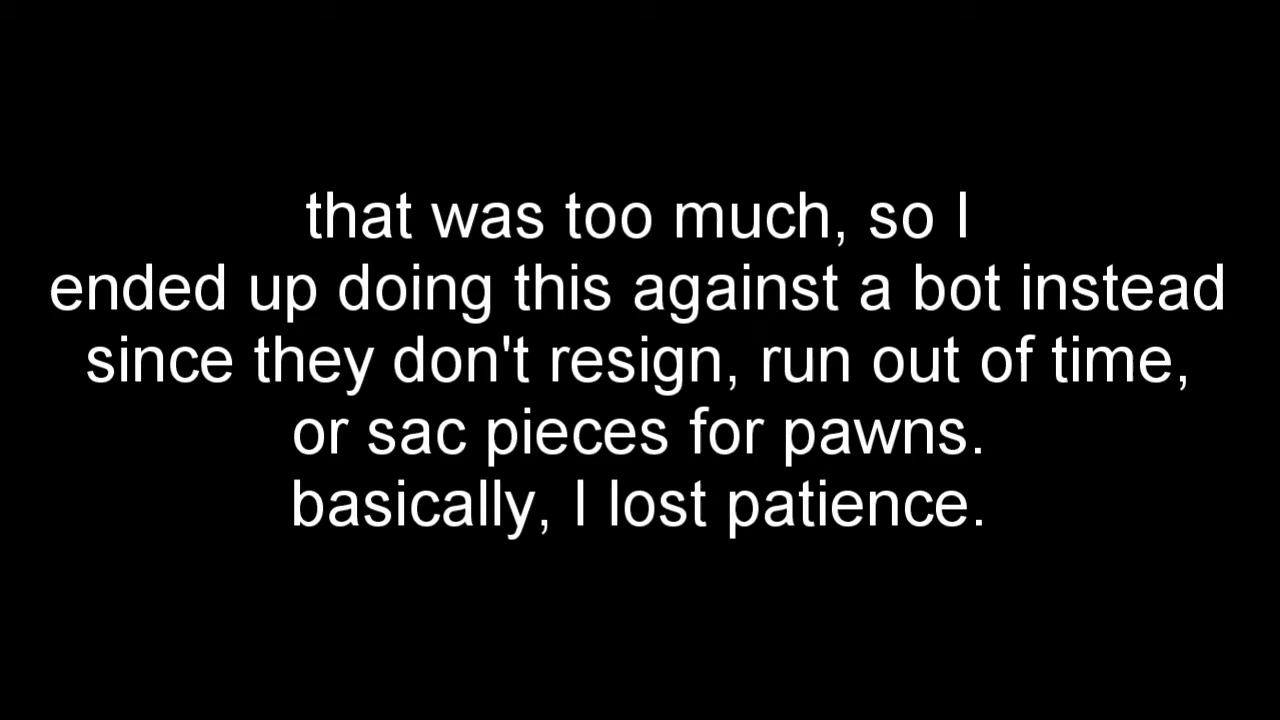 that was too much, so I
ended up doing this against a bot instead
since they don't resign, run out of time,
or sac pieces for pawns.
basically, I lost patience.